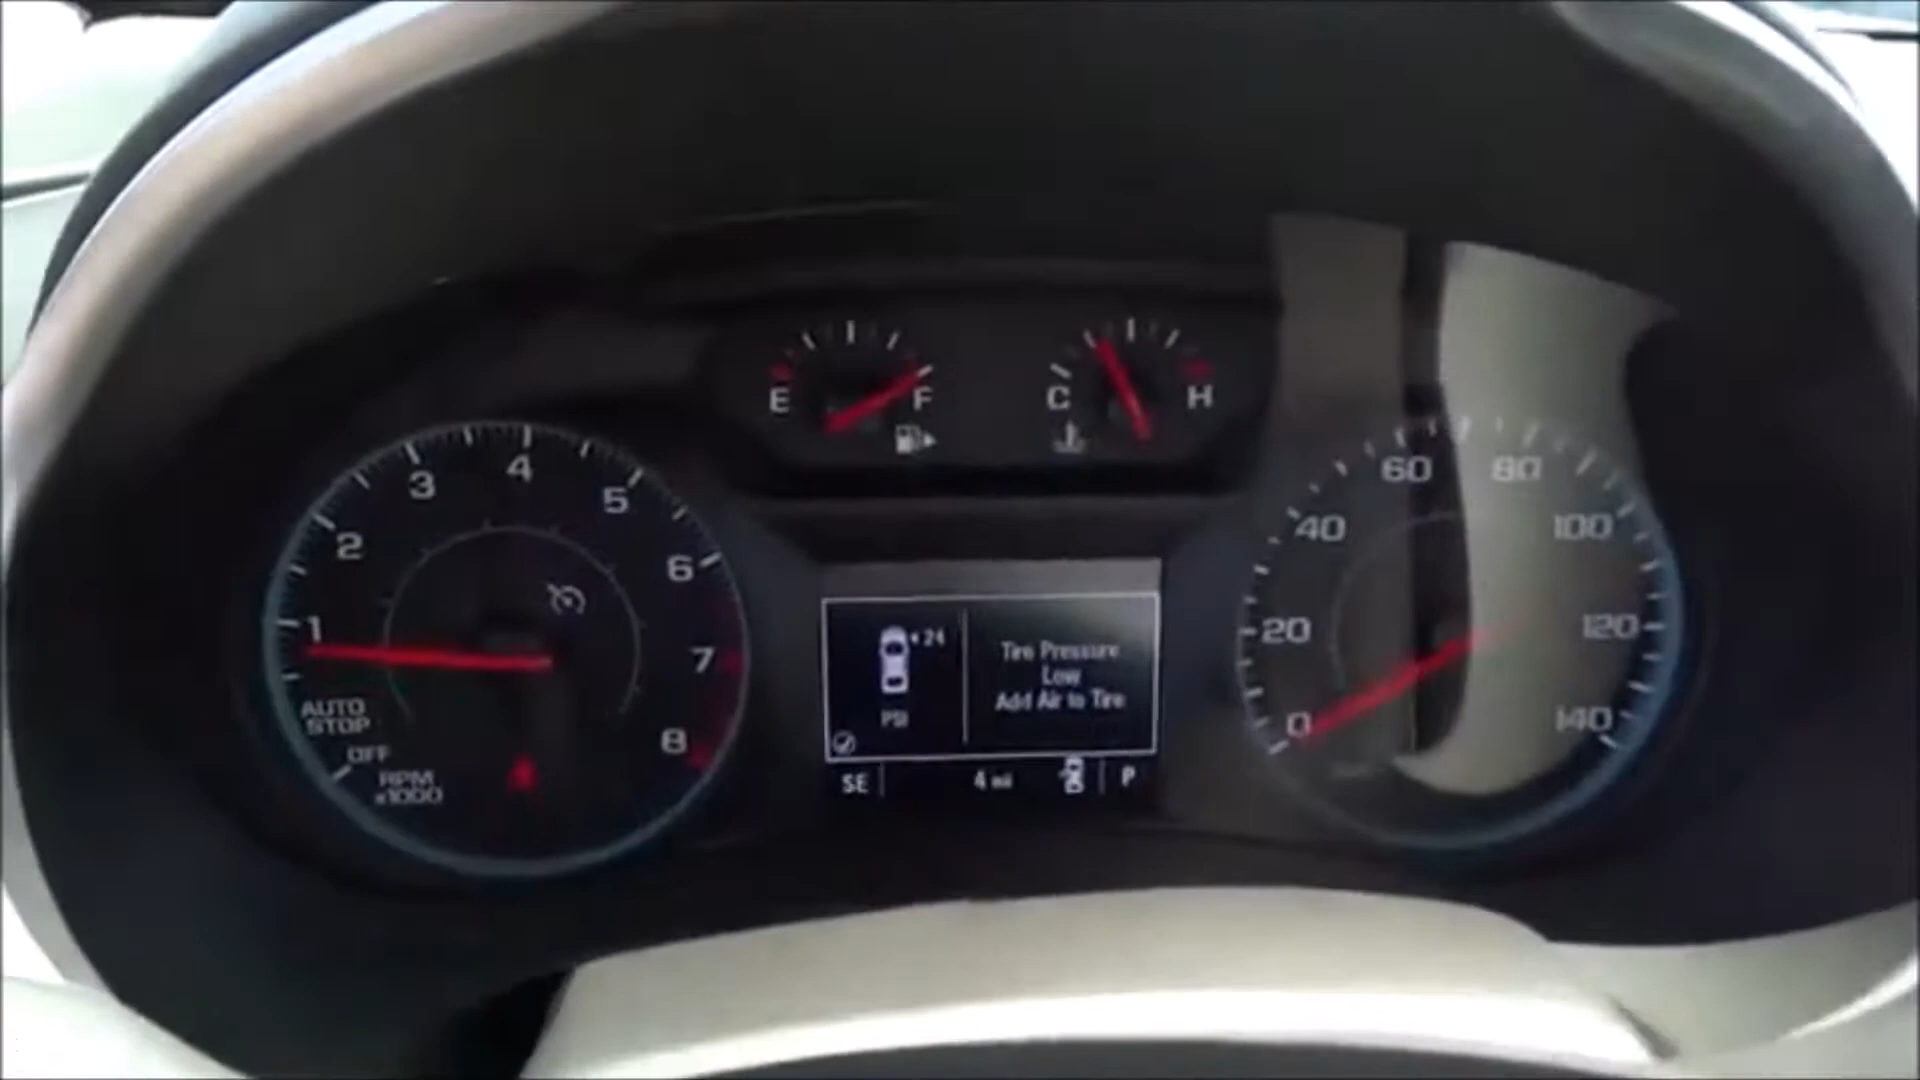 E F
C H
1 2 3 4 5 6 7 8
AUTO
STOP
OFF
RPM
x1000
24
PSI
Tire Pressure
Low
Add Air to Tire
SE 4 mi P
0 20 40 60 80 100 120 140